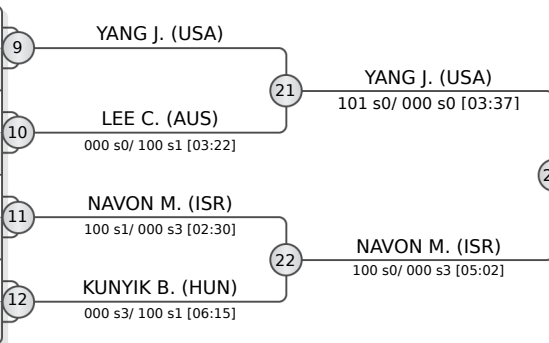 9
YANG J. (USA)
21
YANG J. (USA)
101 s0/ 000 s0 [03:37]
10
LEE C. (AUS)
000 s0/ 100 s1 [03:22]
11
NAVON M. (ISR)
100 s1/ 000 s3 [02:30]
22
NAVON M. (ISR)
100 s0/ 000 s3 [05:02]
12
KUNYIK B. (HUN)
000 s3/ 100 s1 [06:15]